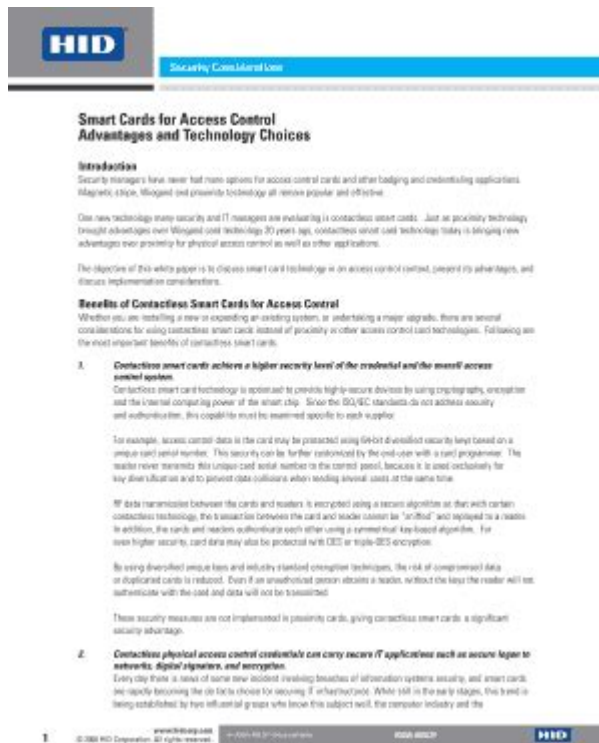 HID
Security Considerations
Smart Cards for Access Control
Advantages and Technology Choices
Introduction
Security managers have never had more options for access control cards and other badging and credentialing applications.
Magnetic stripe, Wiegand and proximity technology all remain popular and effective.
One new technology many security and IT managers are evaluating is contactless smart cards. Just as proximity technology
brought advantages over Wiegand card technology 20 years ago, contactless smart card technology today is bringing new
advantages over proximity for physical access control as well as other applications.
The objective of this white paper is to discuss smart card technology in an access control context, present its advantages, and
discuss implementation considerations.
Benefits of Contactless Smart Cards for Access Control
Whether you are installing a new or expanding an existing system, or undertaking a major upgrade, there are several
considerations for using contactless smart cards instead of proximity or other access control card technologies. Following are
the most important benefits of contactless smart cards.
1. Contactless smart cards achieve a higher security level of the credential and the overall access
control system.
Contactless smart card technology is optimized to provide highly-secure devices by using cryptography, encryption
and the internal computing power of the smart chip. Since the ISO/IEC standards do not address security
and authentication, this capability must be examined specific to each supplier.
For example, access control data in the card may be protected using 64-bit diversified security keys based on a
unique card serial number. This security can be further customized by the end-user with a card programmer. The
reader never transmits this unique card serial number to the control panel, because it is used exclusively for
key diversification and to prevent data collisions when reading several cards at the same time.
RF data transmission between the cards and readers is encrypted using a secure algorithm so that with certain
contactless technology, the transaction between the card and reader cannot be "sniffed" and replayed to a reader.
In addition, the cards and readers authenticate each other using a symmetrical key-based algorithm. For
even higher security, card data may also be protected with DES or triple-DES encryption.
By using diversified unique keys and industry standard encryption techniques, the risk of compromised data
or duplicated cards is reduced. Even if an unauthorized person obtains a reader, without the keys the reader will not
authenticate with the card and data will not be transmitted.
These security measures are not implemented in proximity cards, giving contactless smart cards a significant
security advantage.
2. Contactless physical access control credentials can carry secure IT applications such as secure logon to
networks, digital signature, and encryption.
Every day there is news of some new incident involving breaches of information systems security, and smart cards
are rapidly becoming the de facto choice for securing IT infrastructure. While still in the early stages, this trend is
being established by two influential groups who know this subject well, the computer industry and the
1
www.hidcorp.com
HID Corporation. All rights reserved.
HID